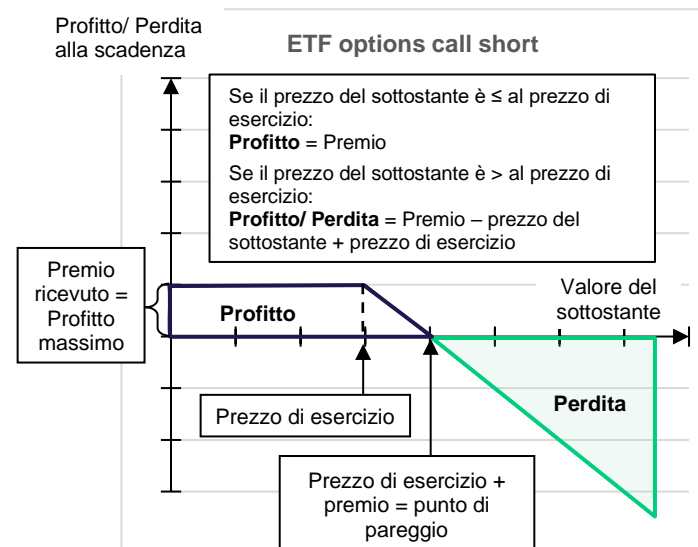 Profitto/ Perdita
alla scadenza
ETF options call short
Se il prezzo del sottostante è ≤ al prezzo di
esercizio:
Profitto = Premio
Se il prezzo del sottostante è > al prezzo di
esercizio:
Profitto/ Perdita = Premio – prezzo del
sottostante + prezzo di esercizio
Premio
ricevuto =
Profitto
massimo
Profitto
Valore del
sottostante
Prezzo di esercizio
Perdita
Prezzo di esercizio +
premio = punto di
pareggio